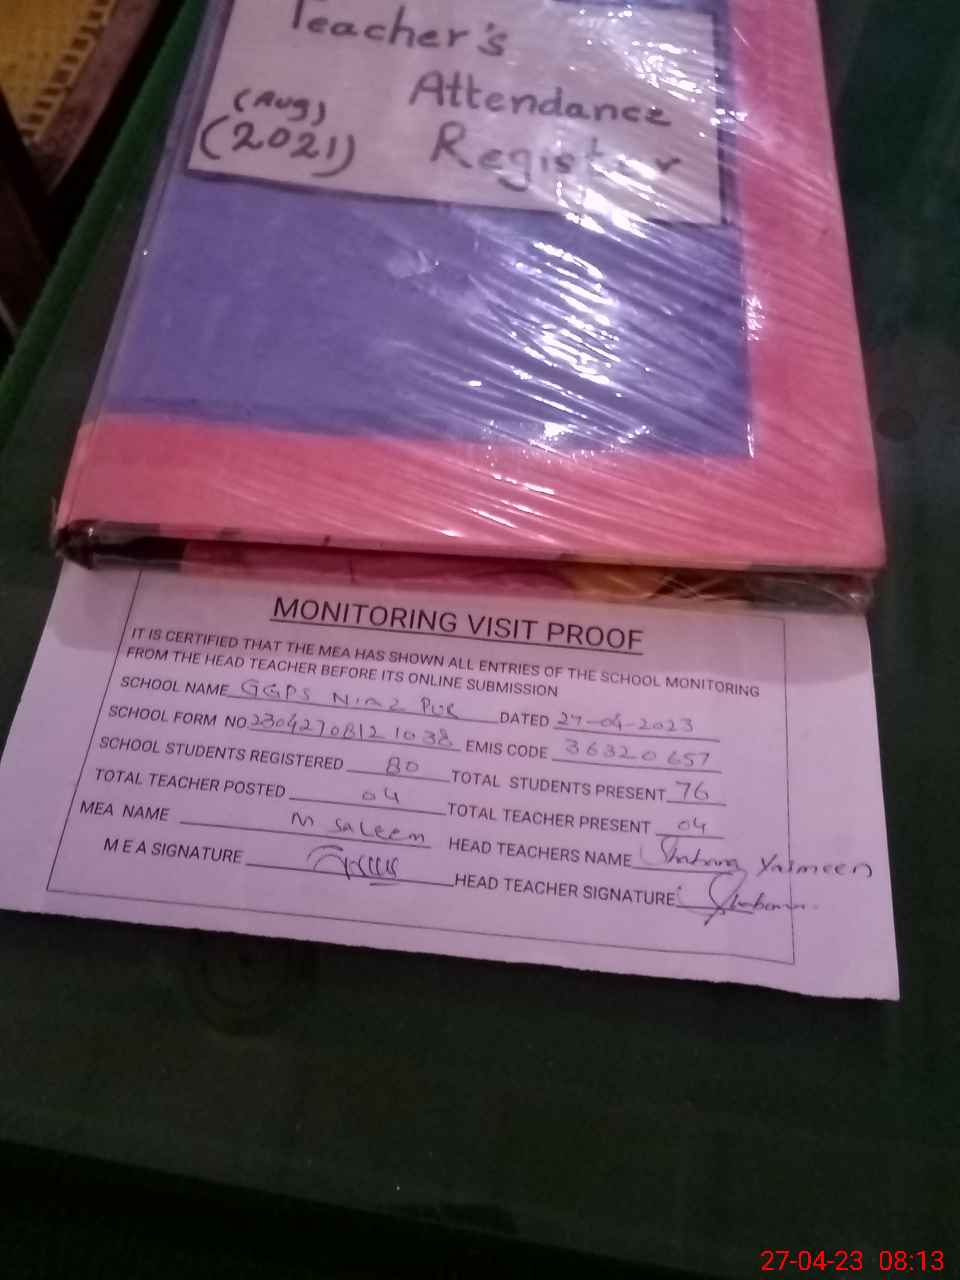 Teacher's
Attendance
(Aug)
(2021) Register
MONITORING VISIT PROOF
IT IS CERTIFIED THAT THE MEA HAS SHOWN ALL ENTRIES OF THE SCHOOL MONITORING
FROM THE HEAD TEACHER BEFORE ITS ONLINE SUBMISSION
SCHOOL NAME GGPS Niaz Pur DATED 27-04-2023
SCHOOL FORM NO 23042708121038 EMIS CODE 36320657
SCHOOL STUDENTS REGISTERED 80 TOTAL STUDENTS PRESENT 76
TOTAL TEACHER POSTED 04 TOTAL TEACHER PRESENT 04
MEA NAME M Saleem HEAD TEACHERS NAME Shabana Yasmeen
M E A SIGNATURE HEAD TEACHER SIGNATURE: Shabana
27-04-23 08:13